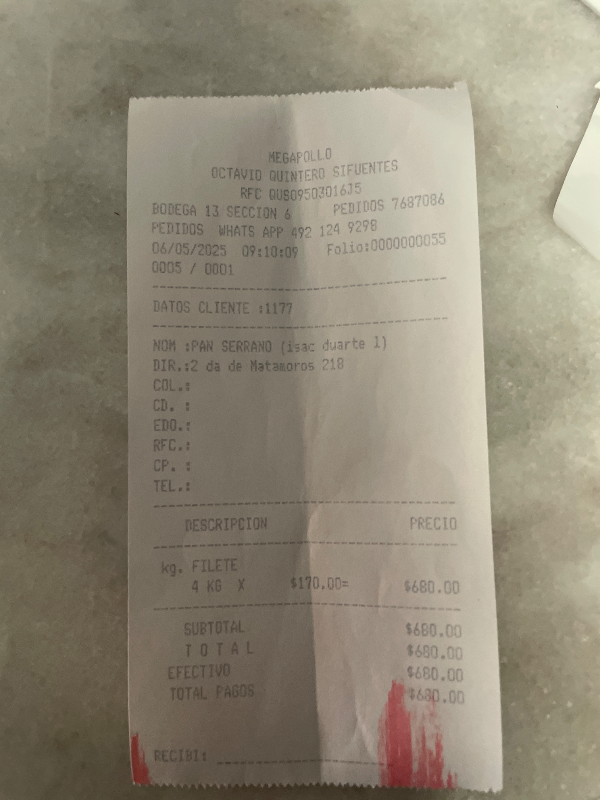 MEGAPOLLO
OCTAVIO QUINTERO SIFUENTES
RFC QUSO9503016J5
BODEGA 13 SECCION 6 PEDIDOS 7687086
PEDIDOS WHATS APP 492 124 9298
06/05/2025 09:10:09 Folio:0000000055
0005 / 0001
DATOS CLIENTE :1177
NOM :PAN SERRANO (isac duarte l)
DIR.:2 da de Matamoros 218
COL.:
CD. :
EDO.:
RFC.:
CP. :
TEL.:
DESCRIPCION PRECIO
kg. FILETE
4 KG X $170.00= $680.00
SUBTOTAL $680.00
T O T A L $680.00
EFECTIVO $680.00
TOTAL PAGOS $680.00
RECIBI: